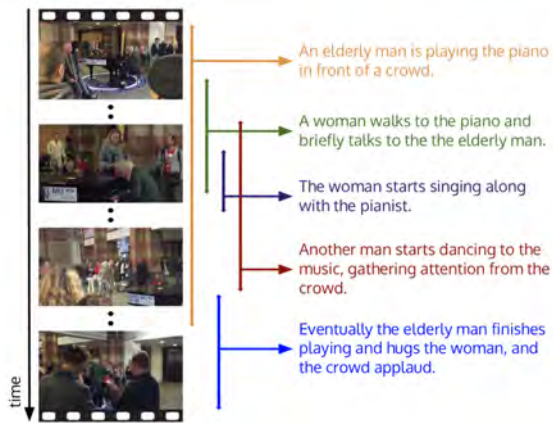 An elderly man is playing the piano
in front of a crowd.
A woman walks to the piano and
briefly talks to the the elderly man.
The woman starts singing along
with the pianist.
Another man starts dancing to the
music, gathering attention from the
crowd.
Eventually the elderly man finishes
playing and hugs the woman, and
the crowd applaud.
time